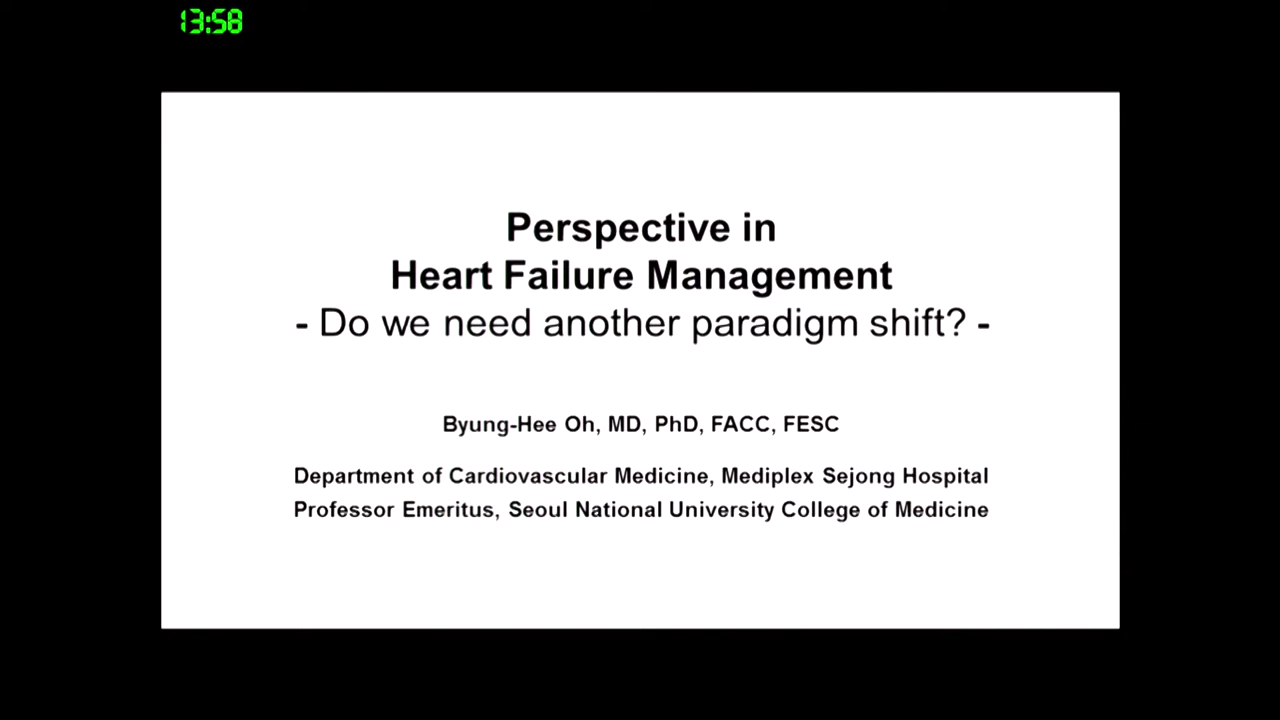 13:58
Perspective in
Heart Failure Management
- Do we need another paradigm shift? -
Byung-Hee Oh, MD, PhD, FACC, FESC
Department of Cardiovascular Medicine, Mediplex Sejong Hospital
Professor Emeritus, Seoul National University College of Medicine